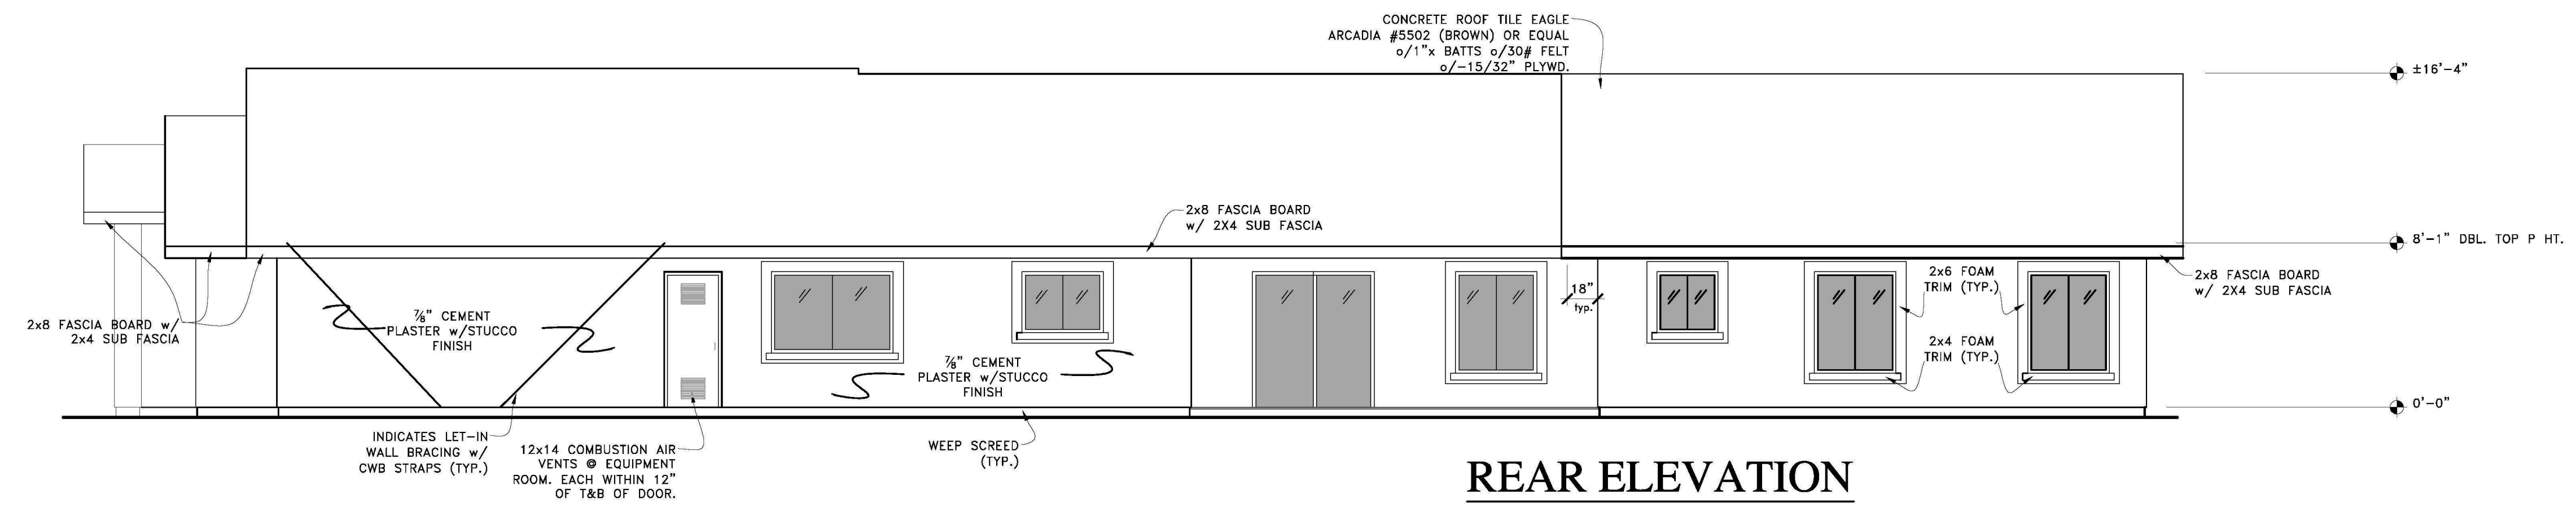 CONCRETE ROOF TILE EAGLE
ARCADIA #5502 (BROWN) OR EQUAL
o/1"x BATTS o/30# FELT
o/-15/32" PLYWD.
±16'-4"
2x8 FASCIA BOARD
w/ 2X4 SUB FASCIA
8'-1" DBL. TOP P HT.
2x8 FASCIA BOARD
w/ 2X4 SUB FASCIA
2x6 FOAM
TRIM (TYP.)
18"
typ.
2x8 FASCIA BOARD w/
2x4 SUB FASCIA
⅞" CEMENT
PLASTER w/STUCCO
FINISH
⅞" CEMENT
PLASTER w/STUCCO
FINISH
2x4 FOAM
TRIM (TYP.)
0'-0"
INDICATES LET-IN
WALL BRACING w/
CWB STRAPS (TYP.)
12x14 COMBUSTION AIR
VENTS @ EQUIPMENT
ROOM. EACH WITHIN 12"
OF T&B OF DOOR.
WEEP SCREED
(TYP.)
REAR ELEVATION